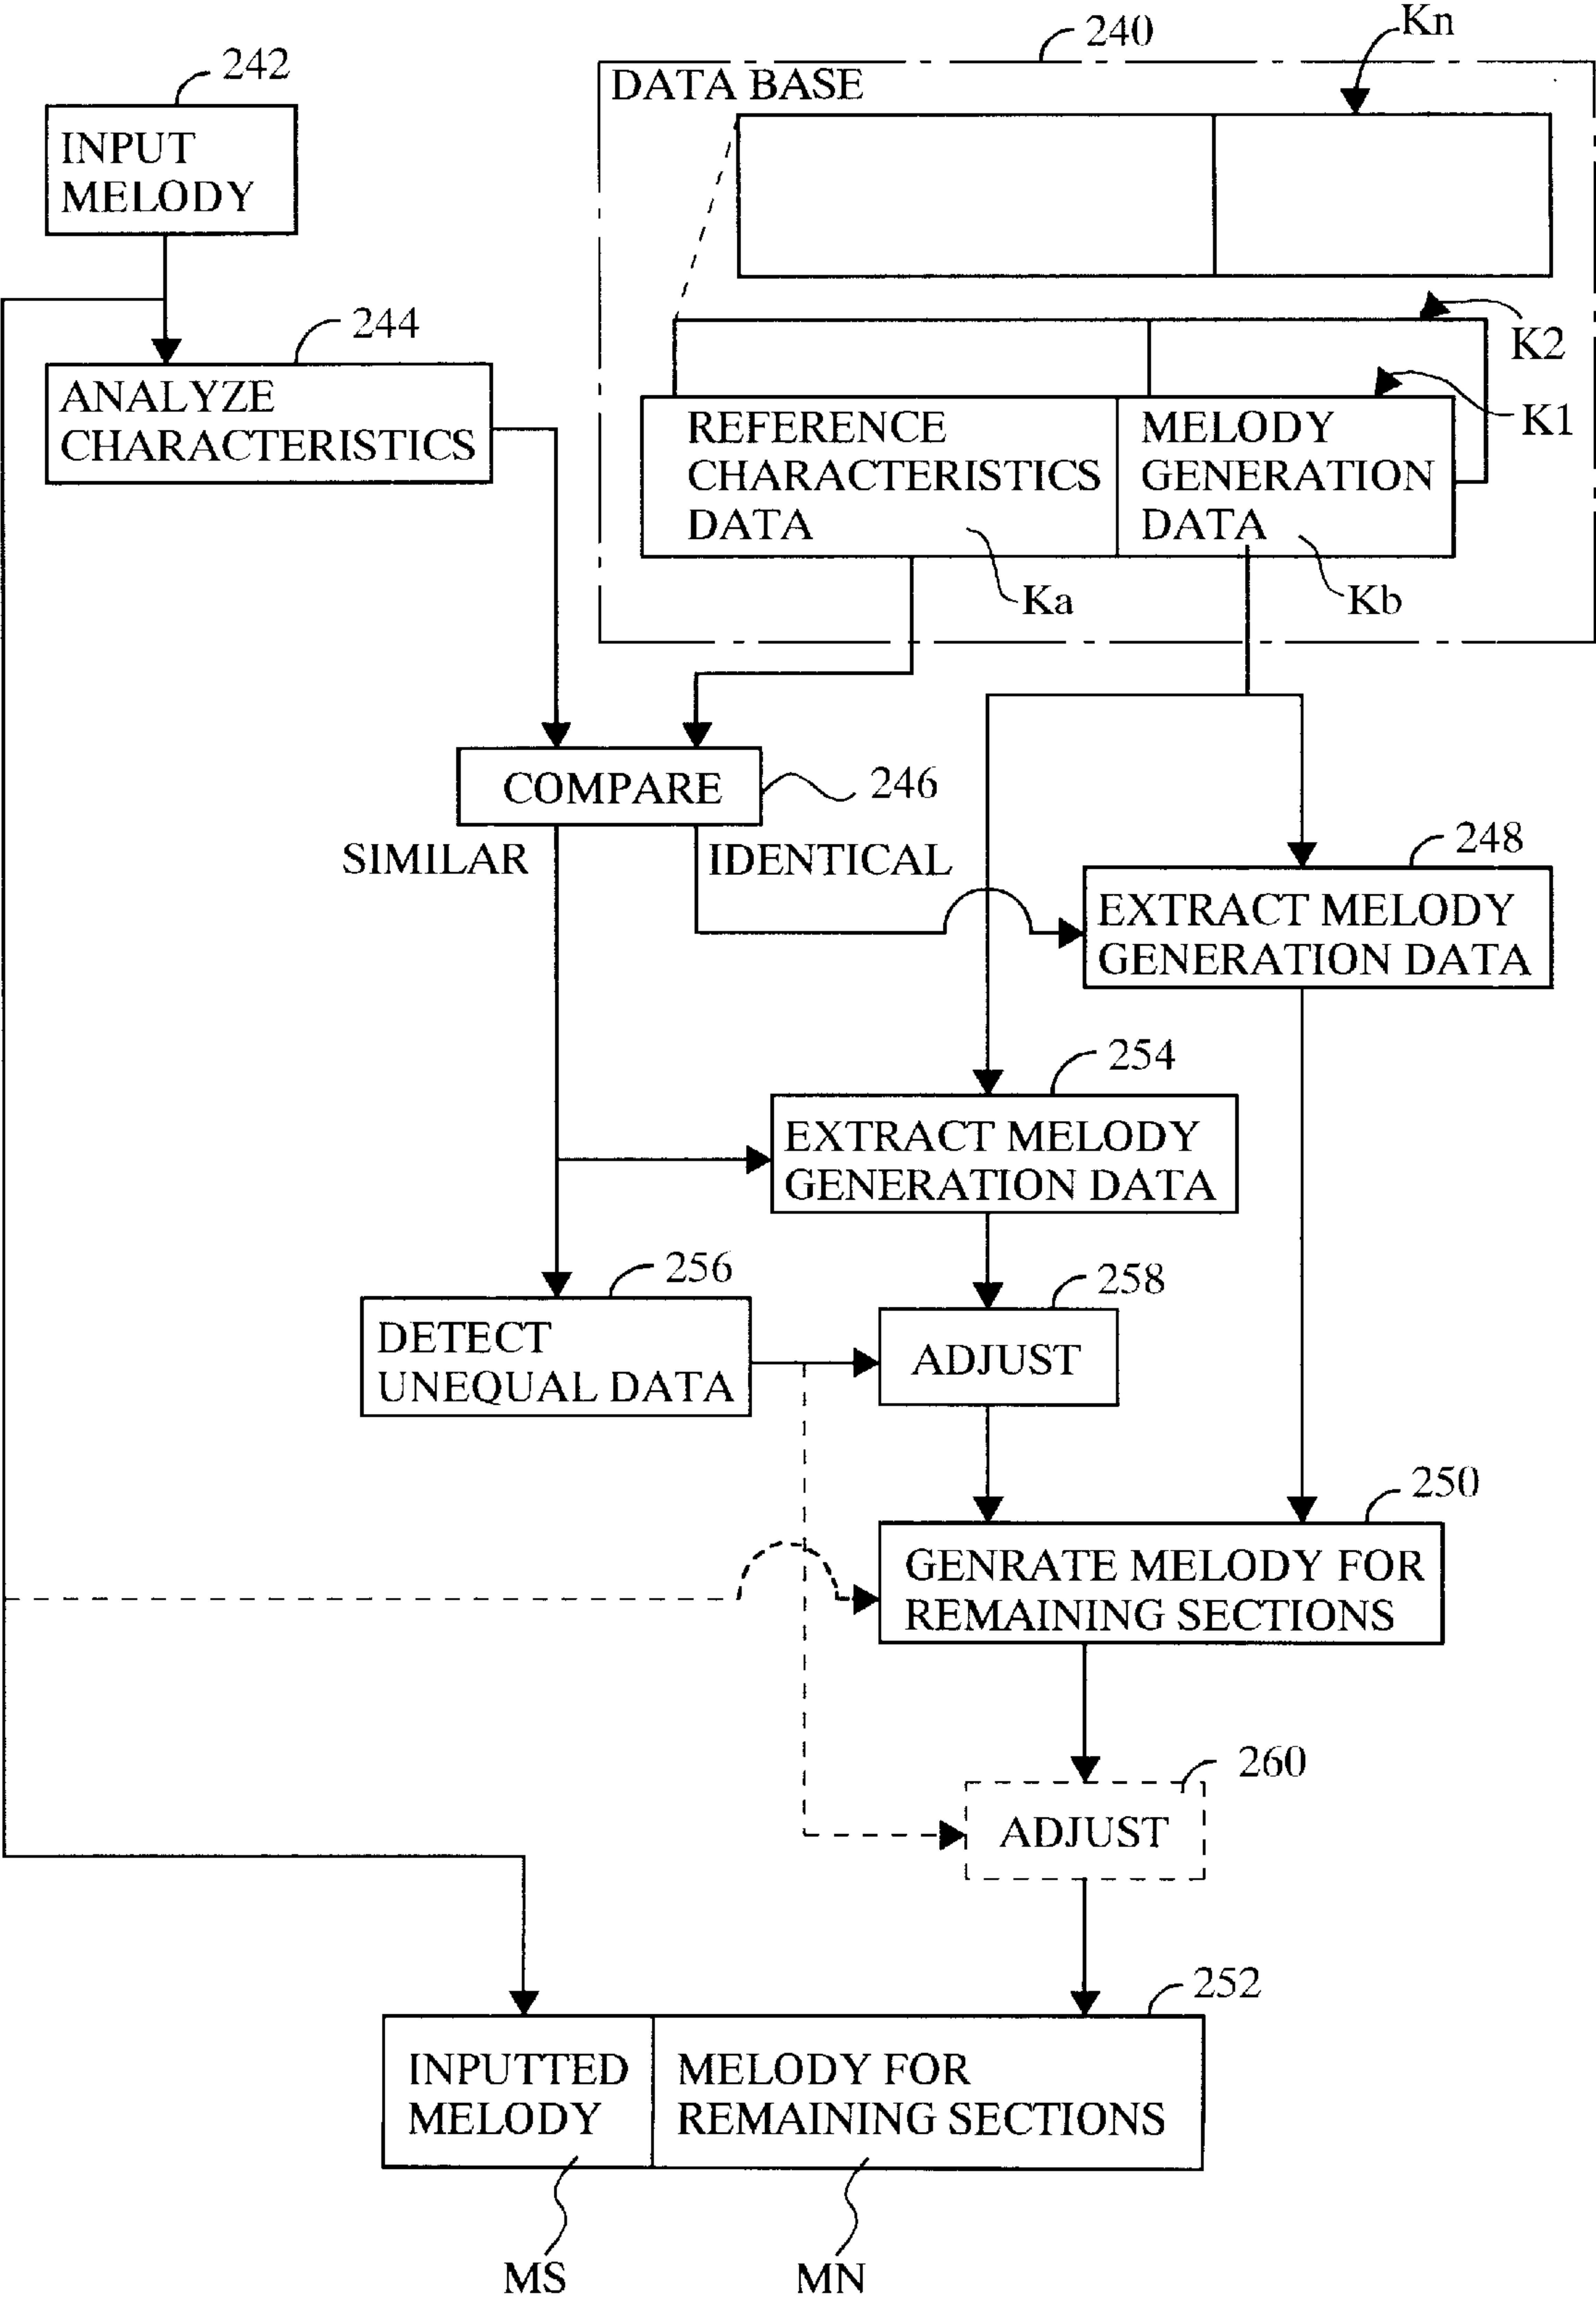 Kn
240
242
DATA BASE
INPUT
MELODY
244
K2
ANALYZE
CHARACTERISTICS
K1
REFERENCE
CHARACTERISTICS
DATA
MELODY
GENERATION
DATA
Ka
Kb
COMPARE
246
SIMILAR
IDENTICAL
248
EXTRACT MELODY
GENERATION DATA
254
EXTRACT MELODY
GENERATION DATA
256
258
DETECT
UNEQUAL DATA
ADJUST
250
GENRATE MELODY FOR
REMAINING SECTIONS
260
ADJUST
252
INPUTTED
MELODY
MELODY FOR
REMAINING SECTIONS
MS
MN